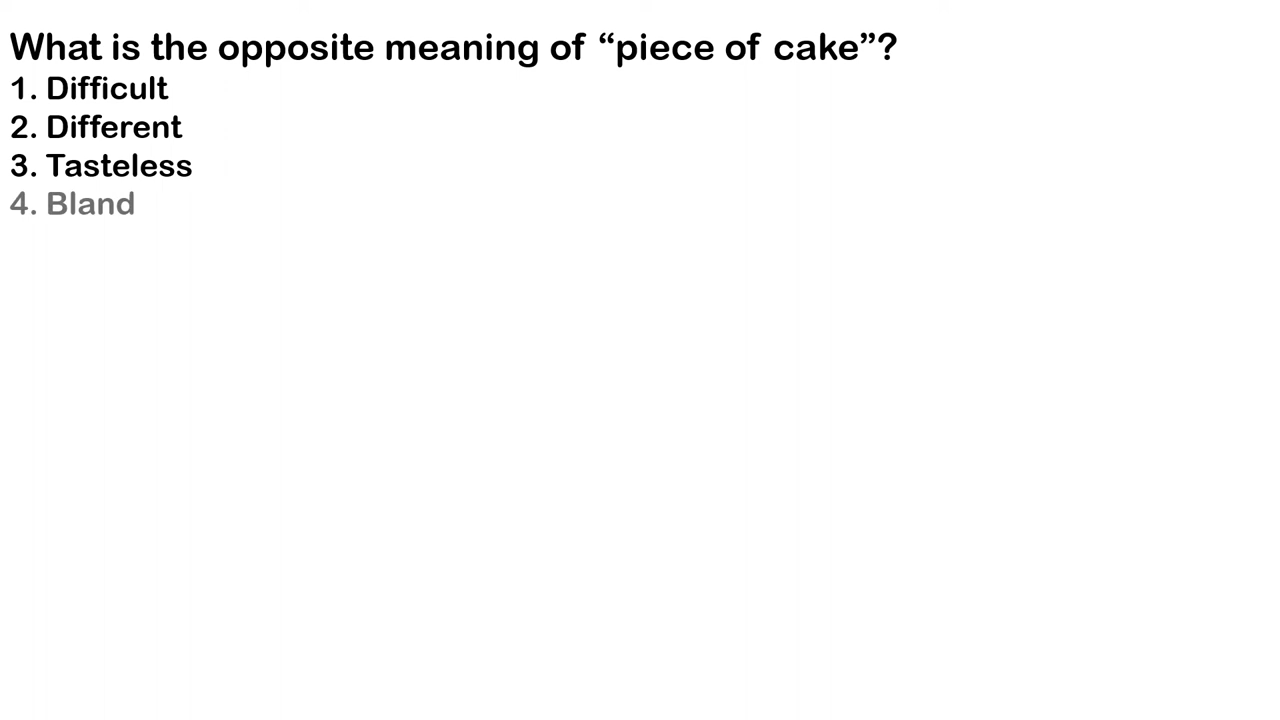 What is the opposite meaning of “piece of cake”?
1. Difficult
2. Different
3. Tasteless
4. Bland